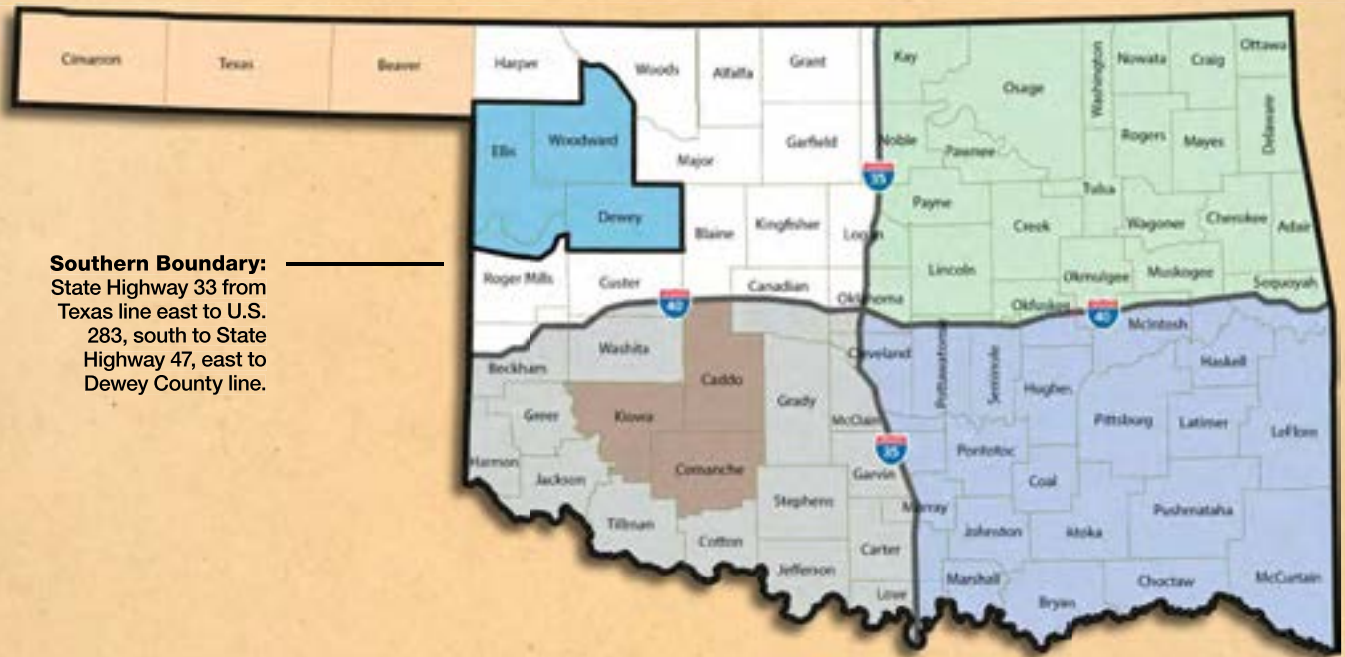 Cimarron
Texas
Beaver
Harper
Woods
Alfalfa
Grant
Kay
Osage
Washington
Nowata
Craig
Ottawa
Ellis
Woodward
Major
Garfield
Noble
Pawnee
Rogers
Mayes
Delaware
35
Dewey
Blaine
Kingfisher
Logan
Payne
Creek
Tulsa
Wagoner
Cherokee
Adair
Southern Boundary:
State Highway 33 from
Texas line east to U.S.
283, south to State
Highway 47, east to
Dewey County line.
Roger Mills
Custer
Canadian
Oklahoma
Lincoln
Okmulgee
Muskogee
Sequoyah
Okfuskee
40
40
Beckham
Washita
Caddo
Grady
Cleveland
Pottawatomie
Seminole
Hughes
McIntosh
Haskell
Greer
Kiowa
McClain
Pittsburg
Latimer
LeFlore
Harmon
Jackson
Comanche
35
Garvin
Pontotoc
Coal
Tillman
Stephens
Murray
Johnston
Atoka
Pushmataha
Cotton
Jefferson
Carter
Love
Marshall
Bryan
Choctaw
McCurtain